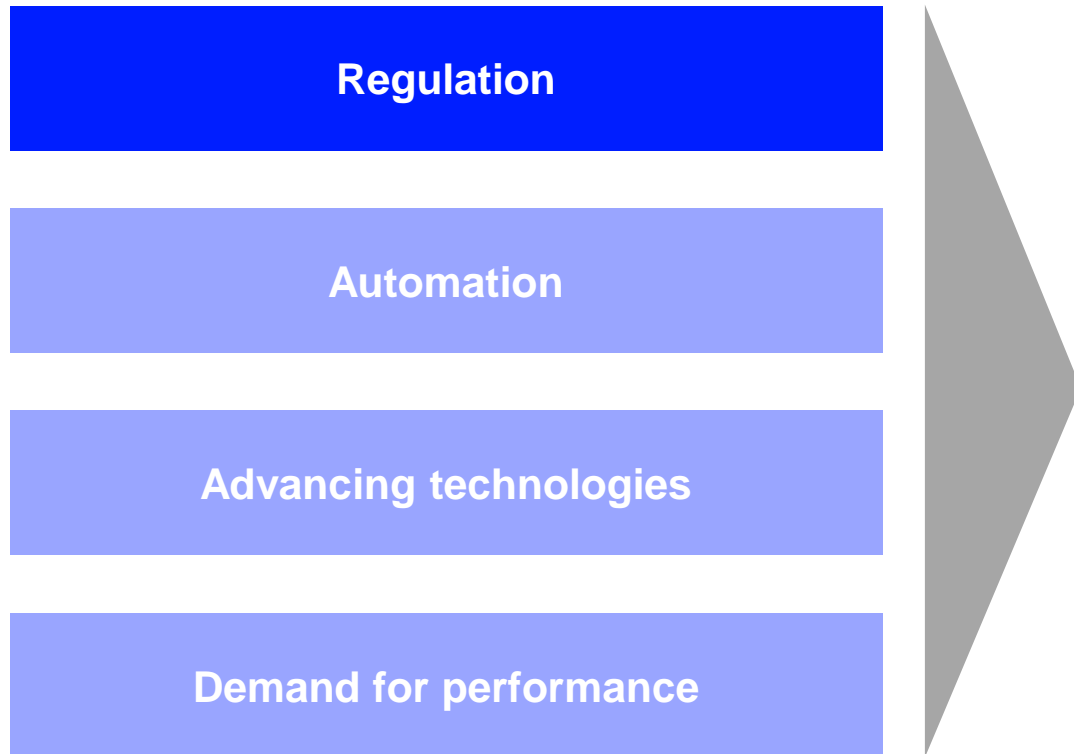 Regulation
Automation
Advancing technologies
Demand for performance